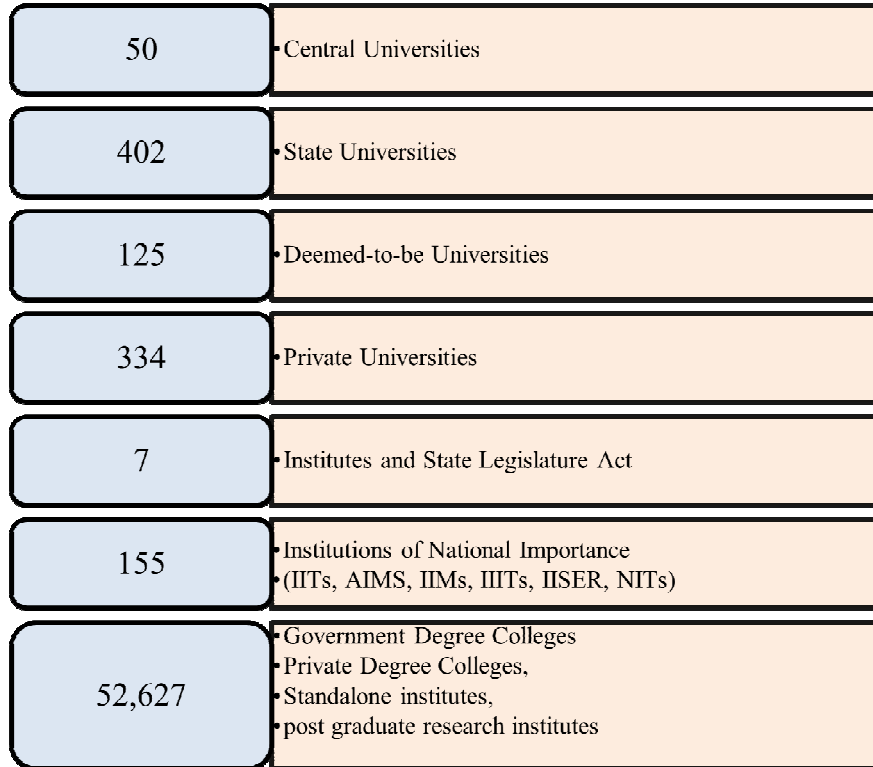 50
•Central Universities
402
•State Universities
125
•Deemed-to-be Universities
334
•Private Universities
7
•Institutes and State Legislature Act
155
•Institutions of National Importance
•(IITs, AIMS, IIMs, IIITs, IISER, NITs)
52,627
•Government Degree Colleges
•Private Degree Colleges,
•Standalone institutes,
•post graduate research institutes